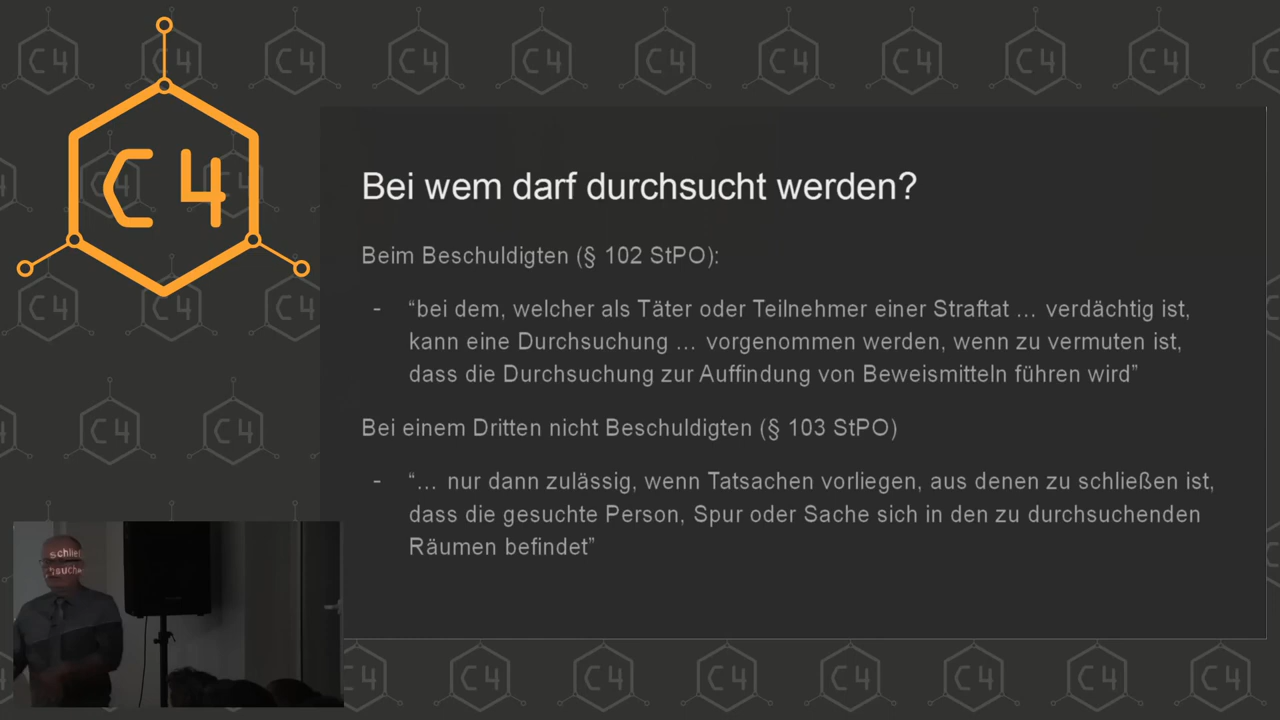 C4
Bei wem darf durchsucht werden?
Beim Beschuldigten (§ 102 StPO):
- “bei dem, welcher als Täter oder Teilnehmer einer Straftat … verdächtig ist,
kann eine Durchsuchung … vorgenommen werden, wenn zu vermuten ist,
dass die Durchsuchung zur Auffindung von Beweismitteln führen wird”
Bei einem Dritten nicht Beschuldigten (§ 103 StPO)
- “… nur dann zulässig, wenn Tatsachen vorliegen, aus denen zu schließen ist,
dass die gesuchte Person, Spur oder Sache sich in den zu durchsuchenden
Räumen befindet”